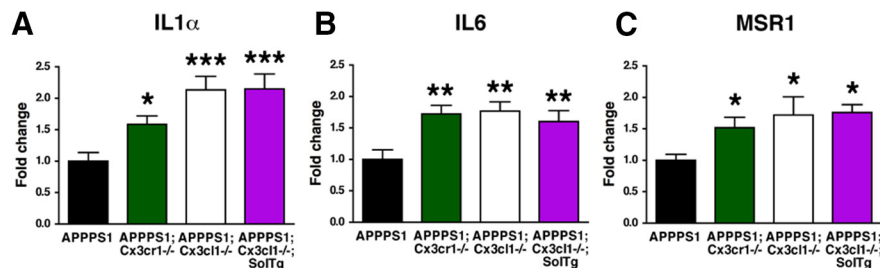 A
IL1α
***
***
*
Fold change
2.5
2.0
1.5
1.0
0.5
0.0
APPPS1
APPPS1;
Cx3cr1-/-
APPPS1;
Cx3cl1-/-
APPPS1;
Cx3cl1-/-;
SolTg
B
IL6
**
**
**
Fold change
2.5
2.0
1.5
1.0
0.5
0.0
APPPS1
APPPS1;
Cx3cr1-/-
APPPS1;
Cx3cl1-/-
APPPS1;
Cx3cl1-/-;
SolTg
C
MSR1
*
*
*
Fold change
2.5
2.0
1.5
1.0
0.5
0.0
APPPS1
APPPS1;
Cx3cr1-/-
APPPS1;
Cx3cl1-/-
APPPS1;
Cx3cl1-/-;
SolTg